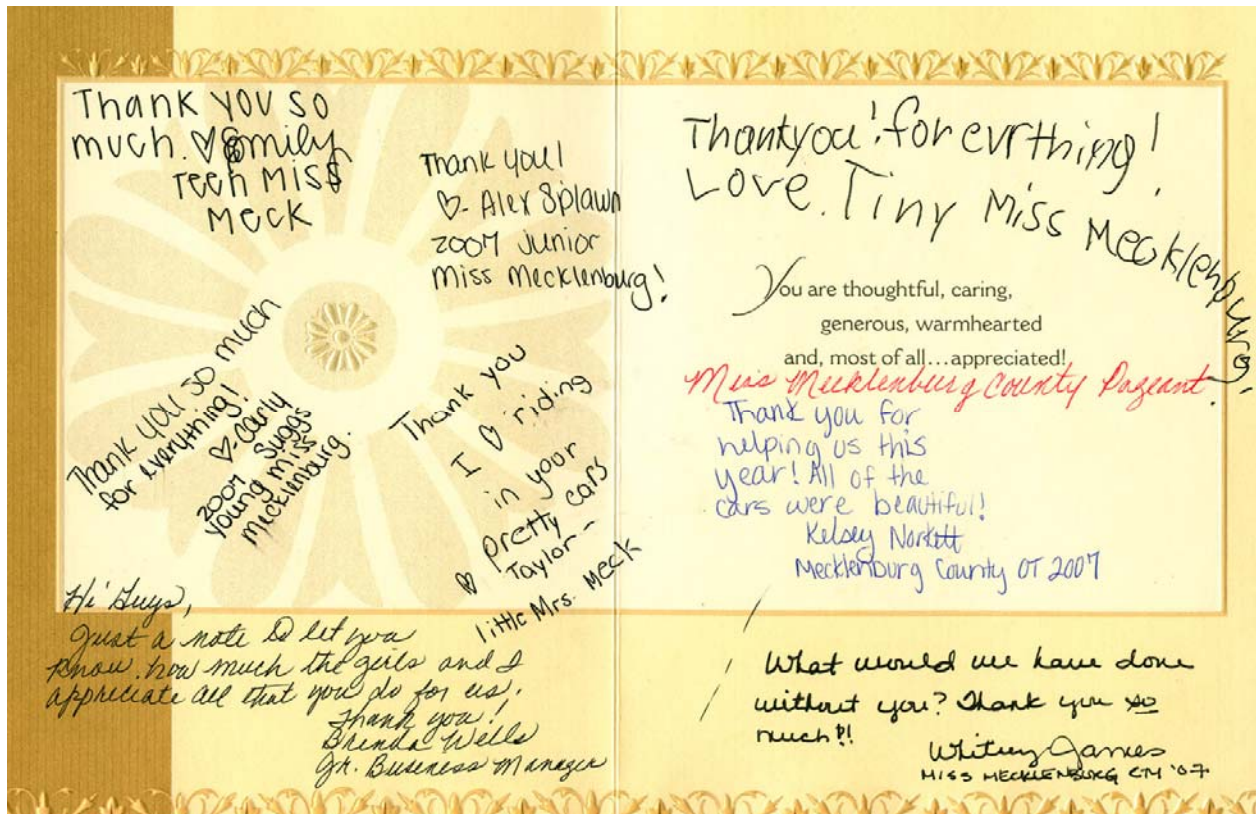 Thank you so
much. ♡ Emily
Teen Miss
Meck
Thank you!
♡- Alex Splawn
2007 Junior
Miss Mecklenburg!
Thank you so much
for everything!
♡-Carly
Suggs
2007
Young Miss
Mecklenburg.
Thank you
I ♡ riding
in your
pretty cars
♡ Taylor-
little Mrs. Meck
Hi Guys,
Just a note to let you
know how much the girls and I
appreciate all that you do for us.
Thank you!
Brenda Wells
Jr. Business Manager
Thankyou! for evrthing!
Love. Tiny Miss Mecklenburg!
You are thoughtful, caring,
generous, warmhearted
and, most of all...appreciated!
Miss Mecklenburg County Pageant
Thank you for
helping us this
year! All of the
cars were beautiful!
Kelsey Norkett
Mecklenburg County OT 2007
What would we have done
without you? Thank you so
much?!
Whitney James
MISS MECKLENBURG CTY '07